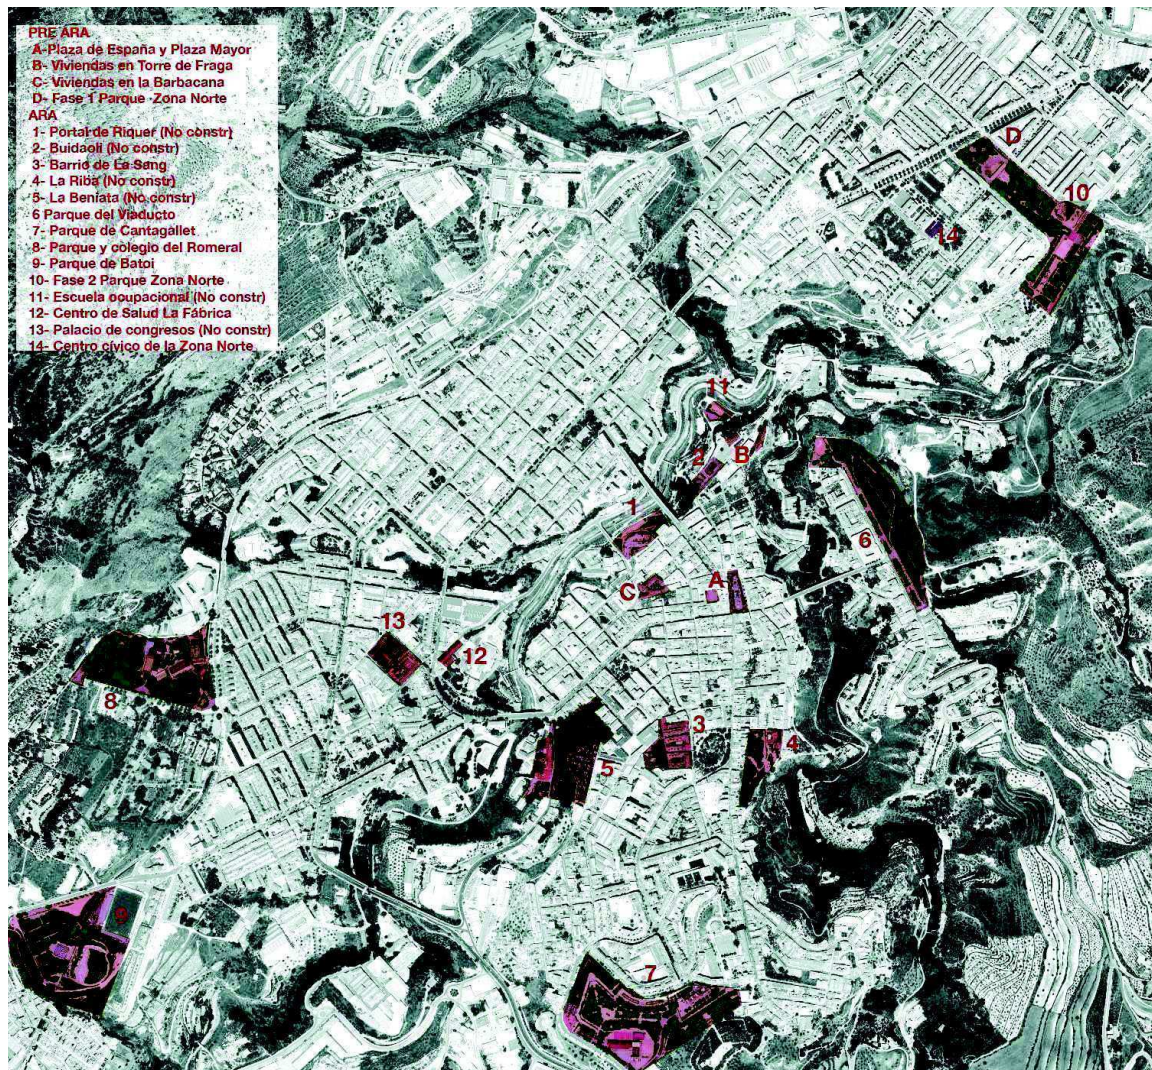 PRE ARA
A-Plaza de España y Plaza Mayor
B- Viviendas en Torre de Fraga
C- Viviendas en la Barbacana
D- Fase 1 Parque Zona Norte
ARA
1- Portal de Riquer (No constr)
2- Buidaoli (No constr)
3- Barrio de La Sang
4- La Riba (No constr)
5- La Beniata (No constr)
6 Parque del Viaducto
7- Parque de Cantagallet
8- Parque y colegio del Romeral
9- Parque de Batoi
10- Fase 2 Parque Zona Norte
11- Escuela ocupacional (No constr)
12- Centro de Salud La Fábrica
13- Palacio de congresos (No constr)
14- Centro cívico de la Zona Norte
D
10
14
11
2
B
1
6
C
A
13
12
8
3
4
5
9
7